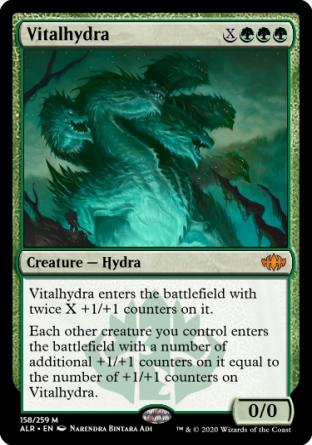 Vitalhydra X
Creature — Hydra
Vitalhydra enters the battlefield with
twice X +1/+1 counters on it.
Each other creature you control enters
the battlefield with a number of
additional +1/+1 counters on it equal to
the number of +1/+1 counters on
Vitalhydra.
0/0
158/259 M
ALR • EN Narendra Bintara Adi ™ & © 2020 Wizards of the Coast